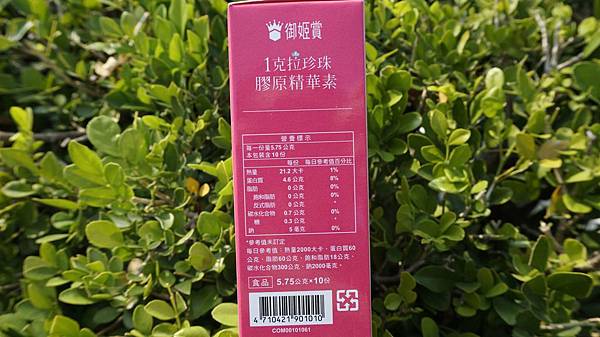 御姬賞
1克拉珍珠
膠原精華素
營養標示
每一份量5.75公克
本包裝含10份
每份 每日參考值百分比
熱量 21.2大卡 1%
蛋白質 4.6公克 8%
脂肪 0公克 0%
飽和脂肪 0公克 0%
反式脂肪 0公克 *
碳水化合物 0.7公克 0%
糖 0.3公克 *
鈉 5毫克 0%
*參考值未訂定
每日參考值：熱量2000大卡、蛋白質60
公克、脂肪60公克、飽和脂肪18公克、
碳水化合物300公克、鈉2000毫克。
食品 5.75公克×10份
4710421901010
COM00101061